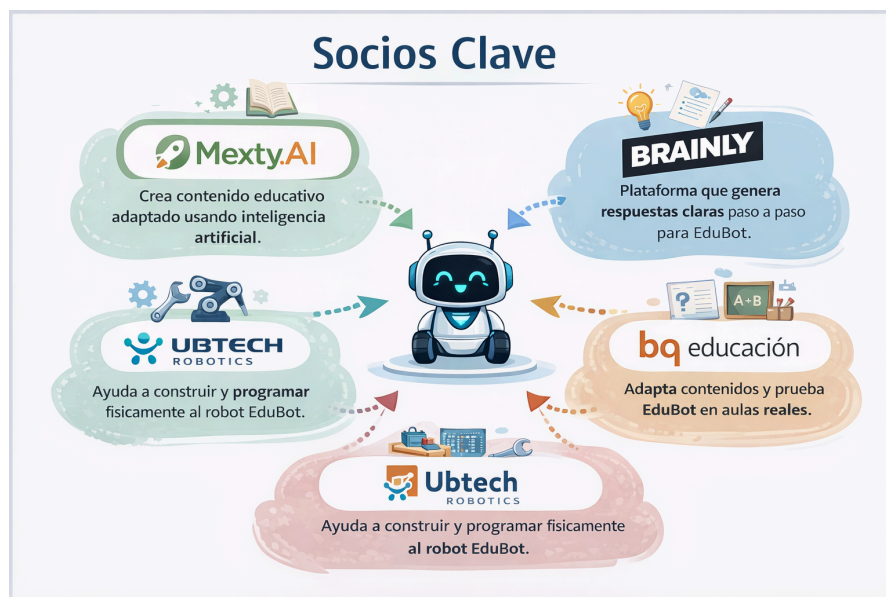 Socios Clave
Mexty.AI
Crea contenido educativo
adaptado usando inteligencia
artificial.
BRAINLY
Plataforma que genera
respuestas claras paso a paso
para EduBot.
UBTECH
ROBOTICS
Ayuda a construir y programar
fisicamente al robot EduBot.
?
A+B
bq educación
Adapta contenidos y prueba
EduBot en aulas reales.
Ubtech
ROBOTICS
Ayuda a construir y programar fisicamente
al robot EduBot.